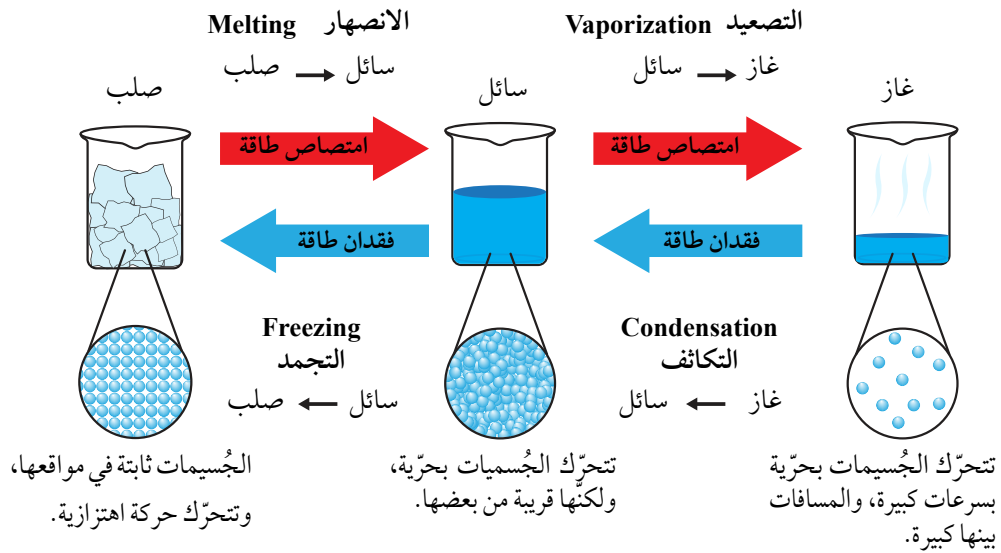 الانصهار Melting
صلب → سائل
التصعيد Vaporization
سائل → غاز
صلب
سائل
غاز
امتصاص طاقة
امتصاص طاقة
فقدان طاقة
فقدان طاقة
Freezing
التجمد
سائل ← صلب
Condensation
التكاثف
غاز ← سائل
الجُسيمات ثابتة في مواقعها،
وتتحرّك حركة اهتزازية.
تتحرّك الجُسميات بحرّية،
ولكنّها قريبة من بعضها.
تتحرّك الجُسيمات بحرّية
بسرعات كبيرة، والمسافات
بينها كبيرة.